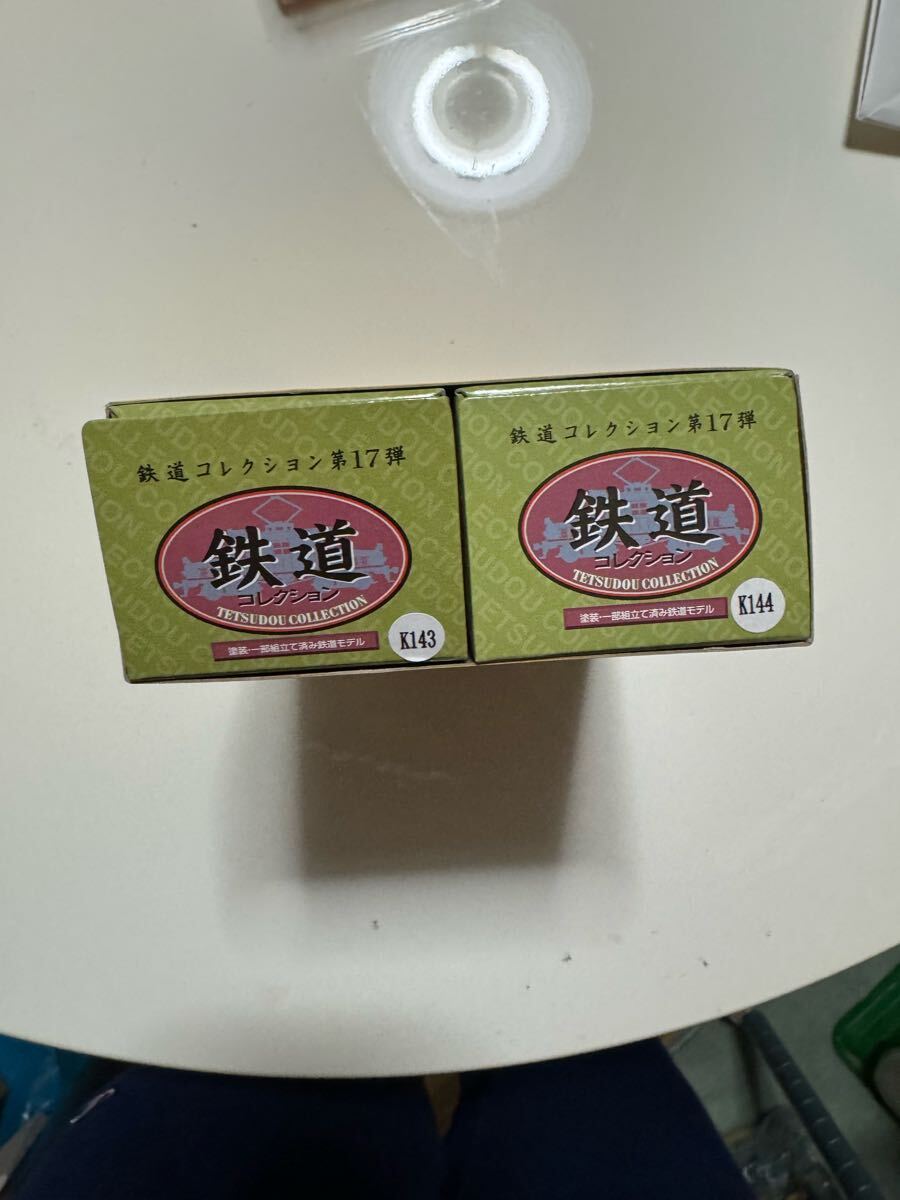 鉄道コレクション第17弾
鉄道
コレクション
TETSUDOU COLLECTION
塗装・一部組立て済み鉄道モデル
K143
鉄道コレクション第17弾
鉄道
コレクション
TETSUDOU COLLECTION
塗装・一部組立て済み鉄道モデル
K144